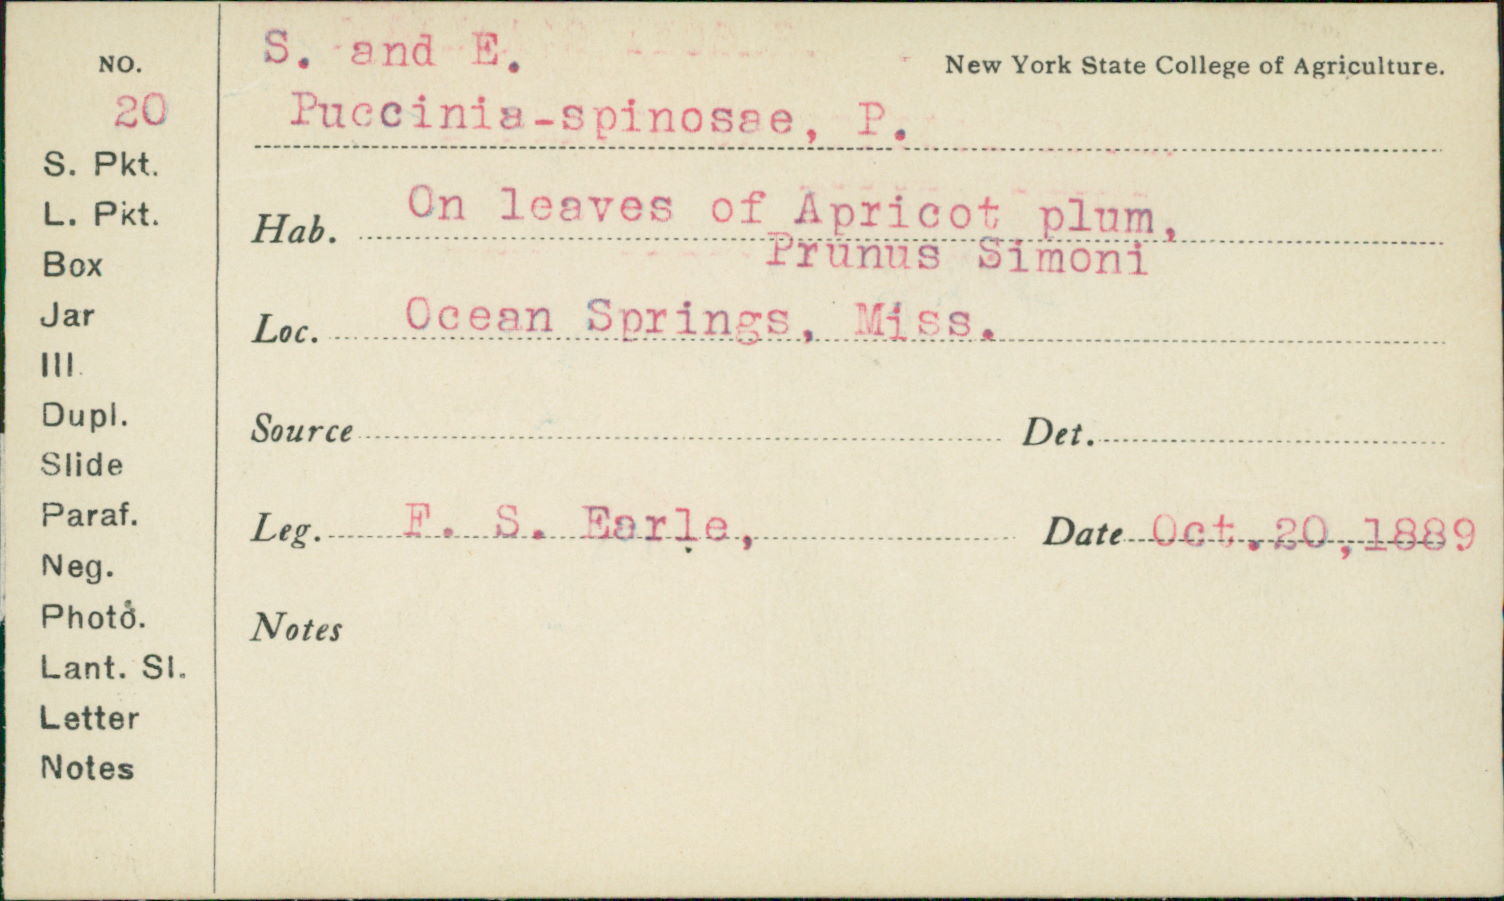 NO.
20
S. Pkt.
L. Pkt.
Box
Jar
Ill.
Dupl.
Slide
Paraf.
Neg.
Photo.
Lant. Sl.
Letter
Notes
S. and E.
New York State College of Agriculture.
Puccinia-spinosae, P.
Hab. On leaves of Apricot plum,
Prunus Simoni
Loc. Ocean Springs, Miss.
Source Det.
Leg. F. S. Earle, Date Oct.20,1889
Notes